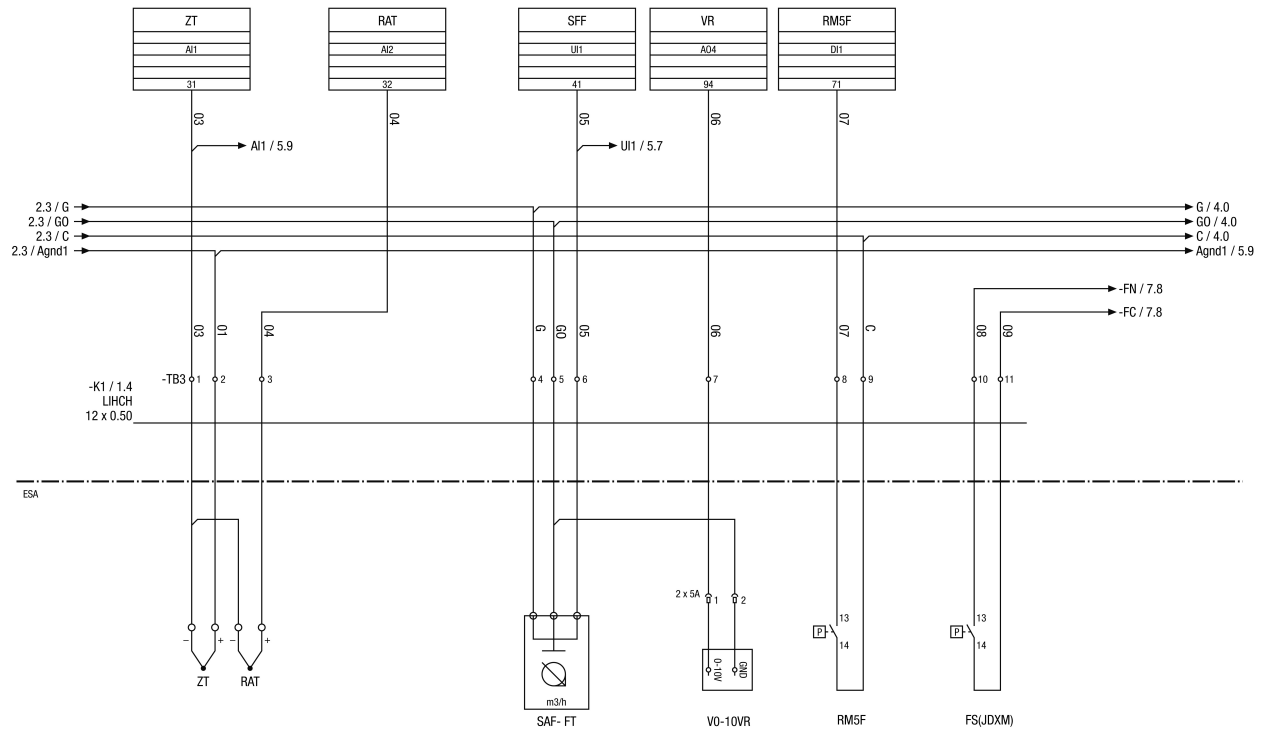 ZT
RAT
SFF
VR
RM5F
AI1
AI2
UI1
AO4
DI1
31
32
41
94
71
03
04
05
06
07
AI1 / 5.9
UI1 / 5.7
2.3 / G
G / 4.0
2.3 / GO
GO / 4.0
2.3 / C
C / 4.0
2.3 / Agnd1
Agnd1 / 5.9
-FN / 7.8
-FC / 7.8
03
01
04
G
GO
05
06
07
C
08
09
-TB3
1
2
3
4
5
6
7
8
9
10
11
-K1 / 1.4
LIHCH
12 x 0.50
ESA
2 x 5A
1
2
13
13
P
P
14
14
–
+
–
+
0-10V
GND
ZT
RAT
m3/h
SAF- FT
V0-10VR
RM5F
FS(JDXM)